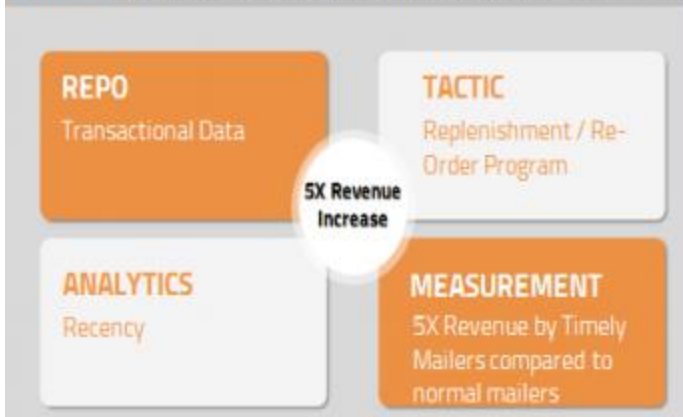 REPO
Transactional Data
TACTIC
Replenishment / Re-
Order Program
5X Revenue
Increase
ANALYTICS
Recency
MEASUREMENT
5X Revenue by Timely
Mailers compared to
normal mailers